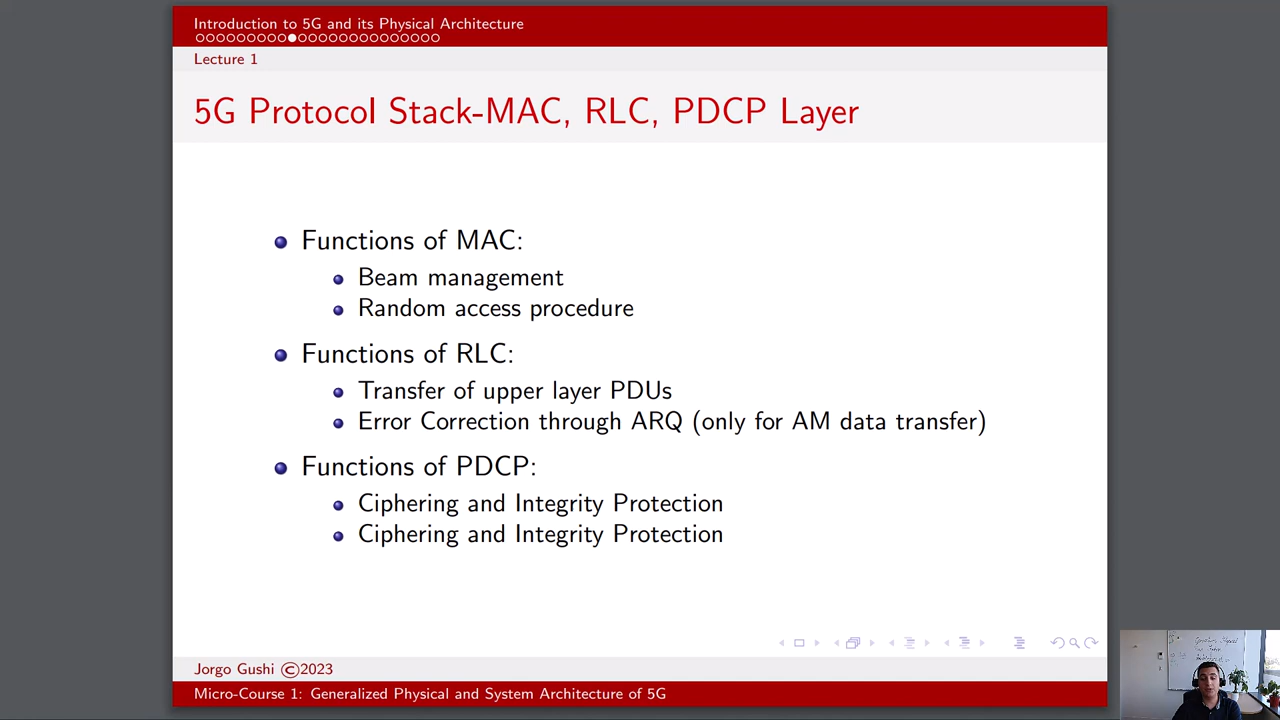 Introduction to 5G and its Physical Architecture
Lecture 1
5G Protocol Stack-MAC, RLC, PDCP Layer
Functions of MAC:
Beam management
Random access procedure
Functions of RLC:
Transfer of upper layer PDUs
Error Correction through ARQ (only for AM data transfer)
Functions of PDCP:
Ciphering and Integrity Protection
Ciphering and Integrity Protection
Jorgo Gushi ©2023
Micro-Course 1: Generalized Physical and System Architecture of 5G